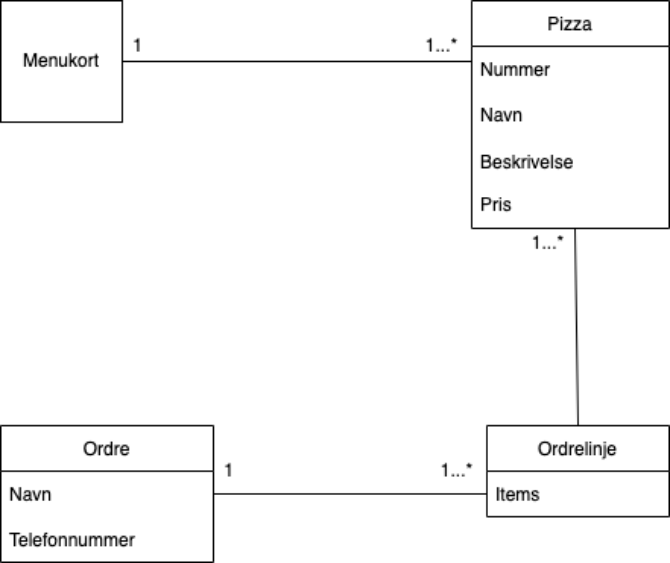 Menukort
1
1...*
Pizza
Nummer
Navn
Beskrivelse
Pris
1...*
Ordre
Navn
Telefonnummer
1
1...*
Ordrelinje
Items